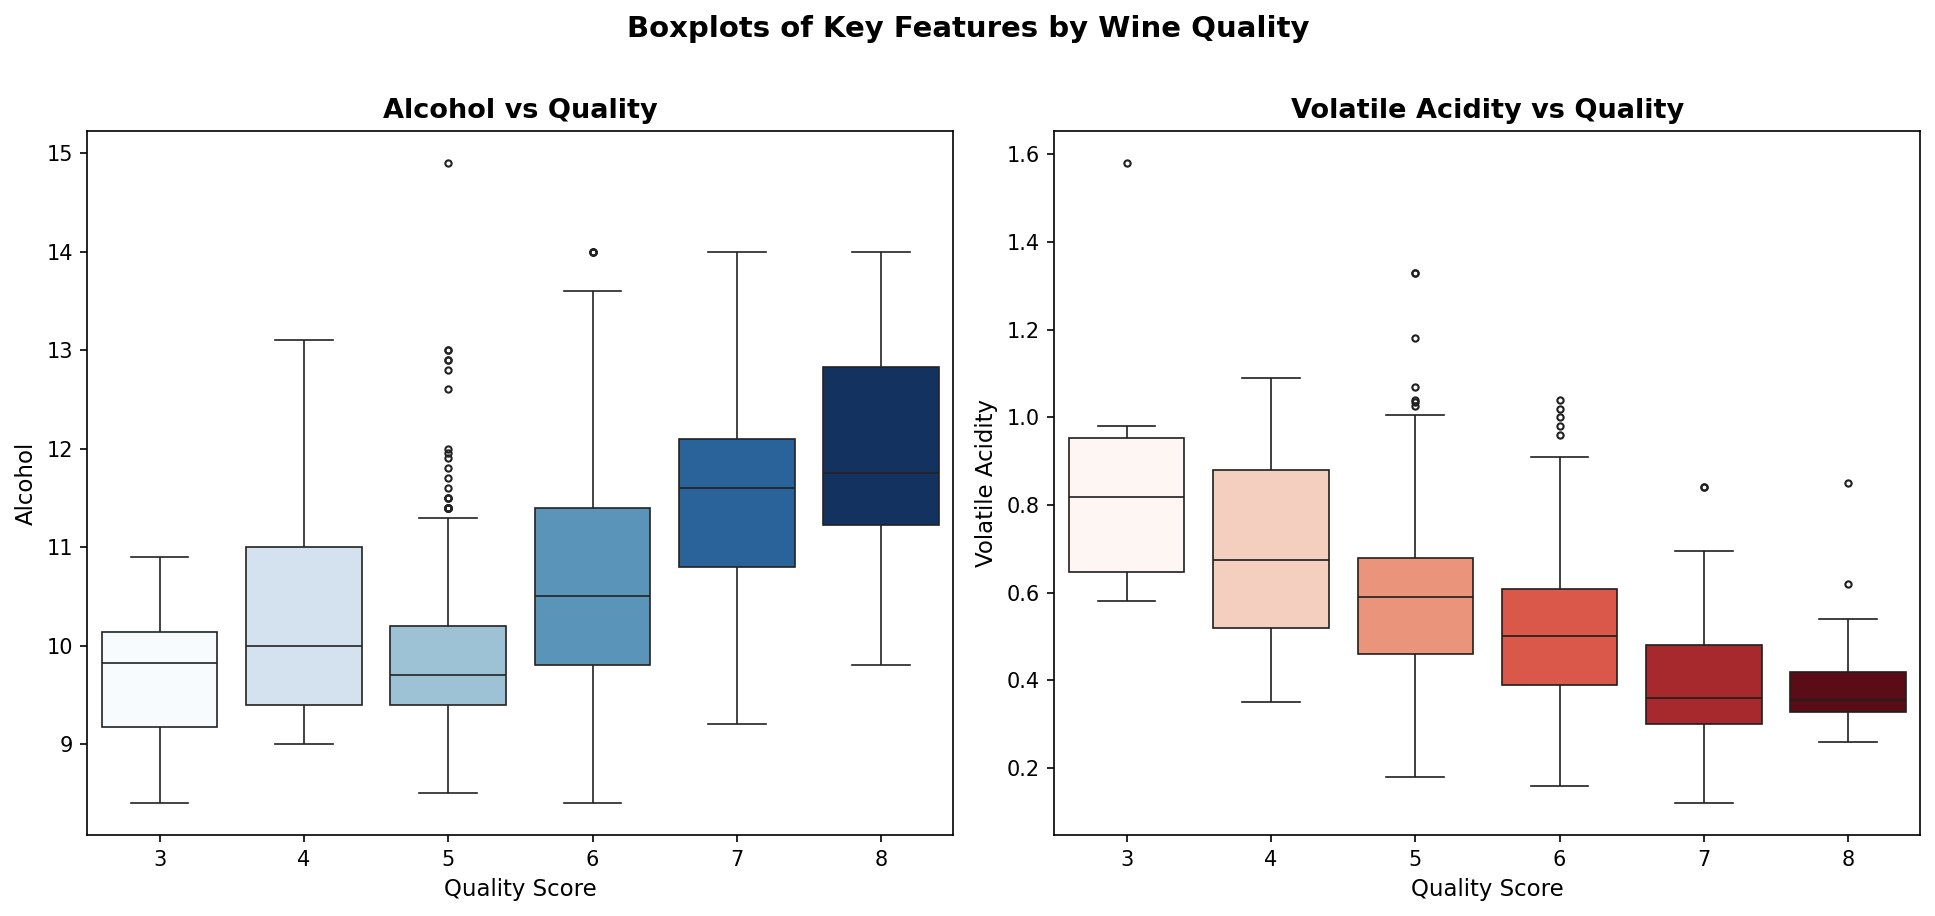 Boxplots of Key Features by Wine Quality
Alcohol vs Quality
15
14
13
12
11
10
9
Alcohol
3 4 5 6 7 8
Quality Score
Volatile Acidity vs Quality
1.6
1.4
1.2
1.0
0.8
0.6
0.4
0.2
Volatile Acidity
3 4 5 6 7 8
Quality Score